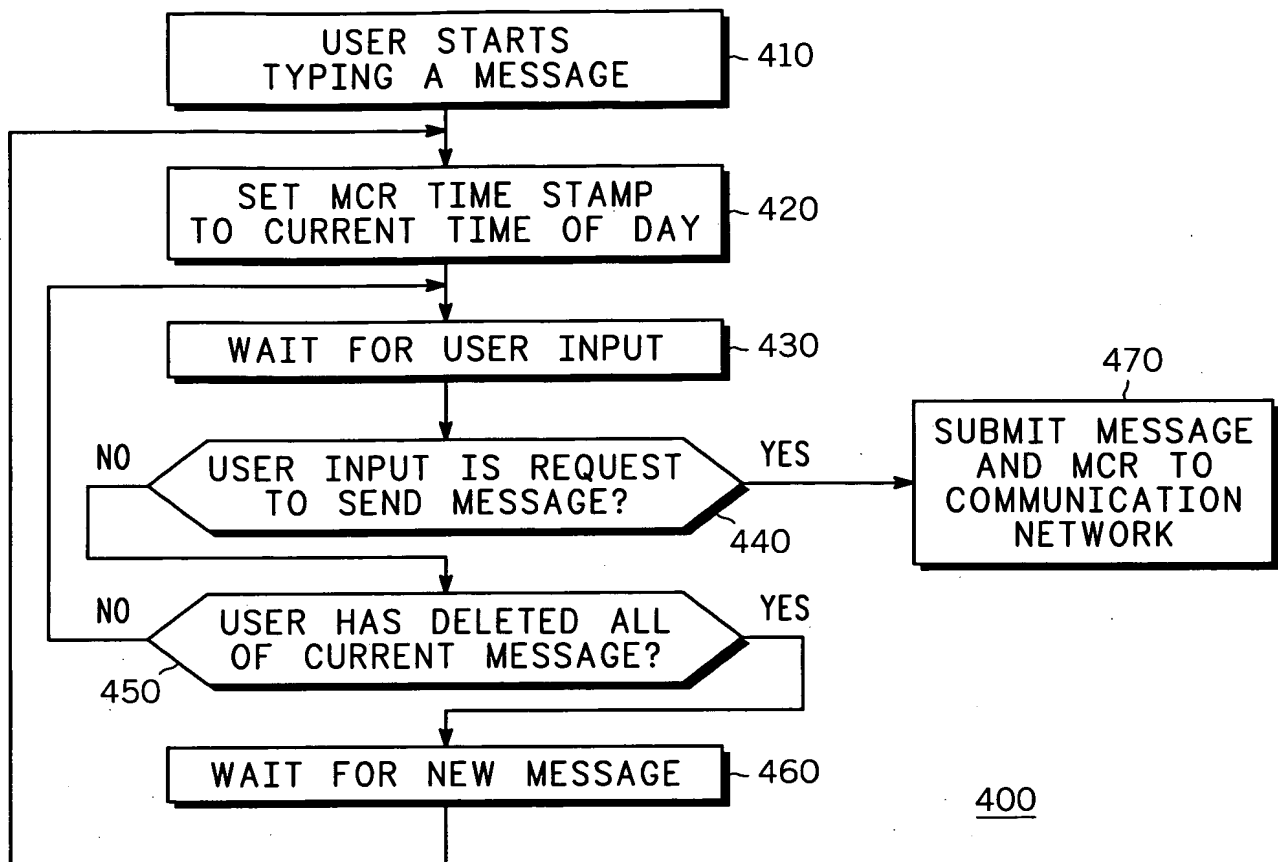 USER STARTS
TYPING A MESSAGE
410
SET MCR TIME STAMP
TO CURRENT TIME OF DAY
420
WAIT FOR USER INPUT
430
470
SUBMIT MESSAGE
AND MCR TO
COMMUNICATION
NETWORK
NO
USER INPUT IS REQUEST
TO SEND MESSAGE?
YES
440
NO
USER HAS DELETED ALL
OF CURRENT MESSAGE?
YES
450
WAIT FOR NEW MESSAGE
460
400